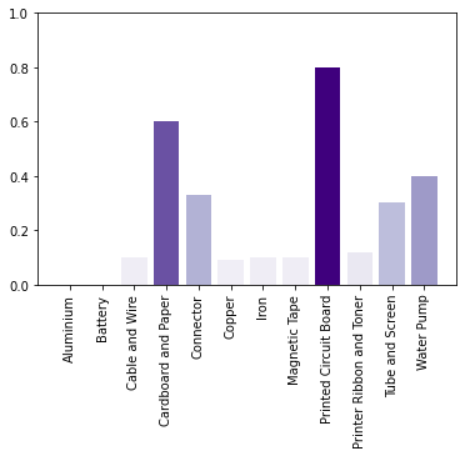 1.0
0.8
0.6
0.4
0.2
0.0
Aluminium
Battery
Cable and Wire
Cardboard and Paper
Connector
Copper
Iron
Magnetic Tape
Printed Circuit Board
Printer Ribbon and Toner
Tube and Screen
Water Pump